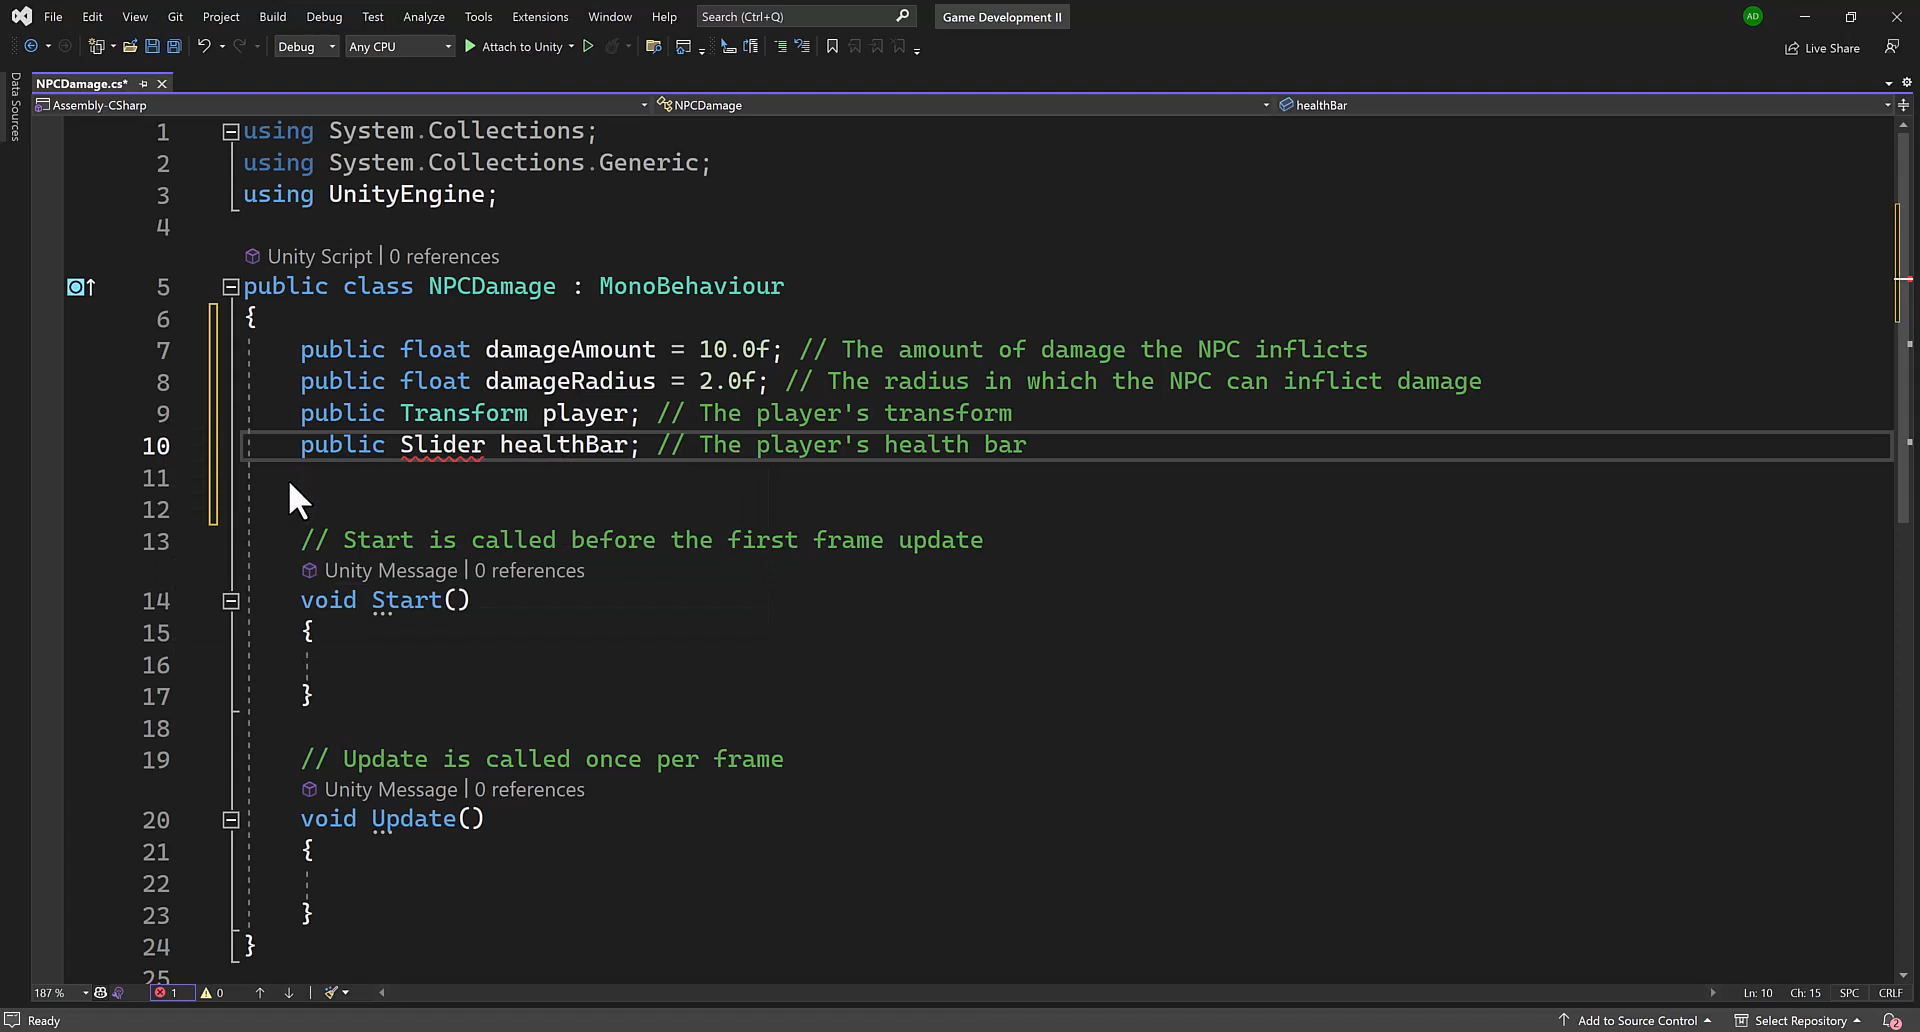 File Edit View Git Project Build Debug Test Analyze Tools Extensions Window Help Search (Ctrl+Q) Game Development II AD
Debug Any CPU Attach to Unity Live Share
Data Sources
NPCDamage.cs*
Assembly-CSharp NPCDamage healthBar
1 using System.Collections;
2 using System.Collections.Generic;
3 using UnityEngine;
4
Unity Script | 0 references
5 public class NPCDamage : MonoBehaviour
6 {
7 public float damageAmount = 10.0f; // The amount of damage the NPC inflicts
8 public float damageRadius = 2.0f; // The radius in which the NPC can inflict damage
9 public Transform player; // The player's transform
10 public Slider healthBar; // The player's health bar
11
12
13 // Start is called before the first frame update
Unity Message | 0 references
14 void Start()
15 {
16
17 }
18
19 // Update is called once per frame
Unity Message | 0 references
20 void Update()
21 {
22
23 }
24 }
25
187 % 1 0 Ln: 10 Ch: 15 SPC CRLF
Ready Add to Source Control Select Repository 2